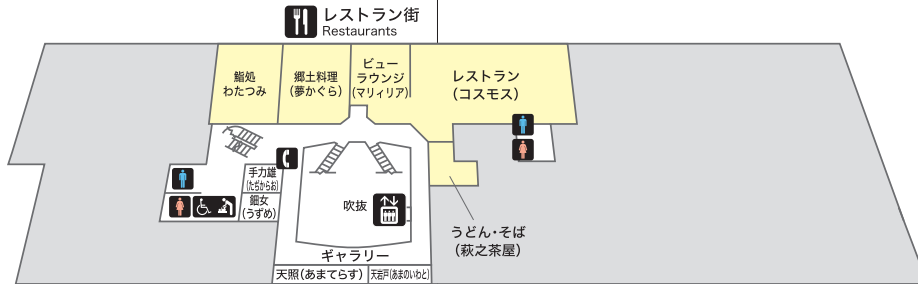 レストラン街
Restaurants
鮨処
わたつみ
郷土料理
(夢かぐら)
ビュー
ラウンジ
(マリィリア)
レストラン
(コスモス)
手力雄
(たぢからお)
鈿女
(うずめ)
吹抜
うどん・そば
(萩之茶屋)
ギャラリー
天照(あまてらす)
天岩戸(あまのいわと)